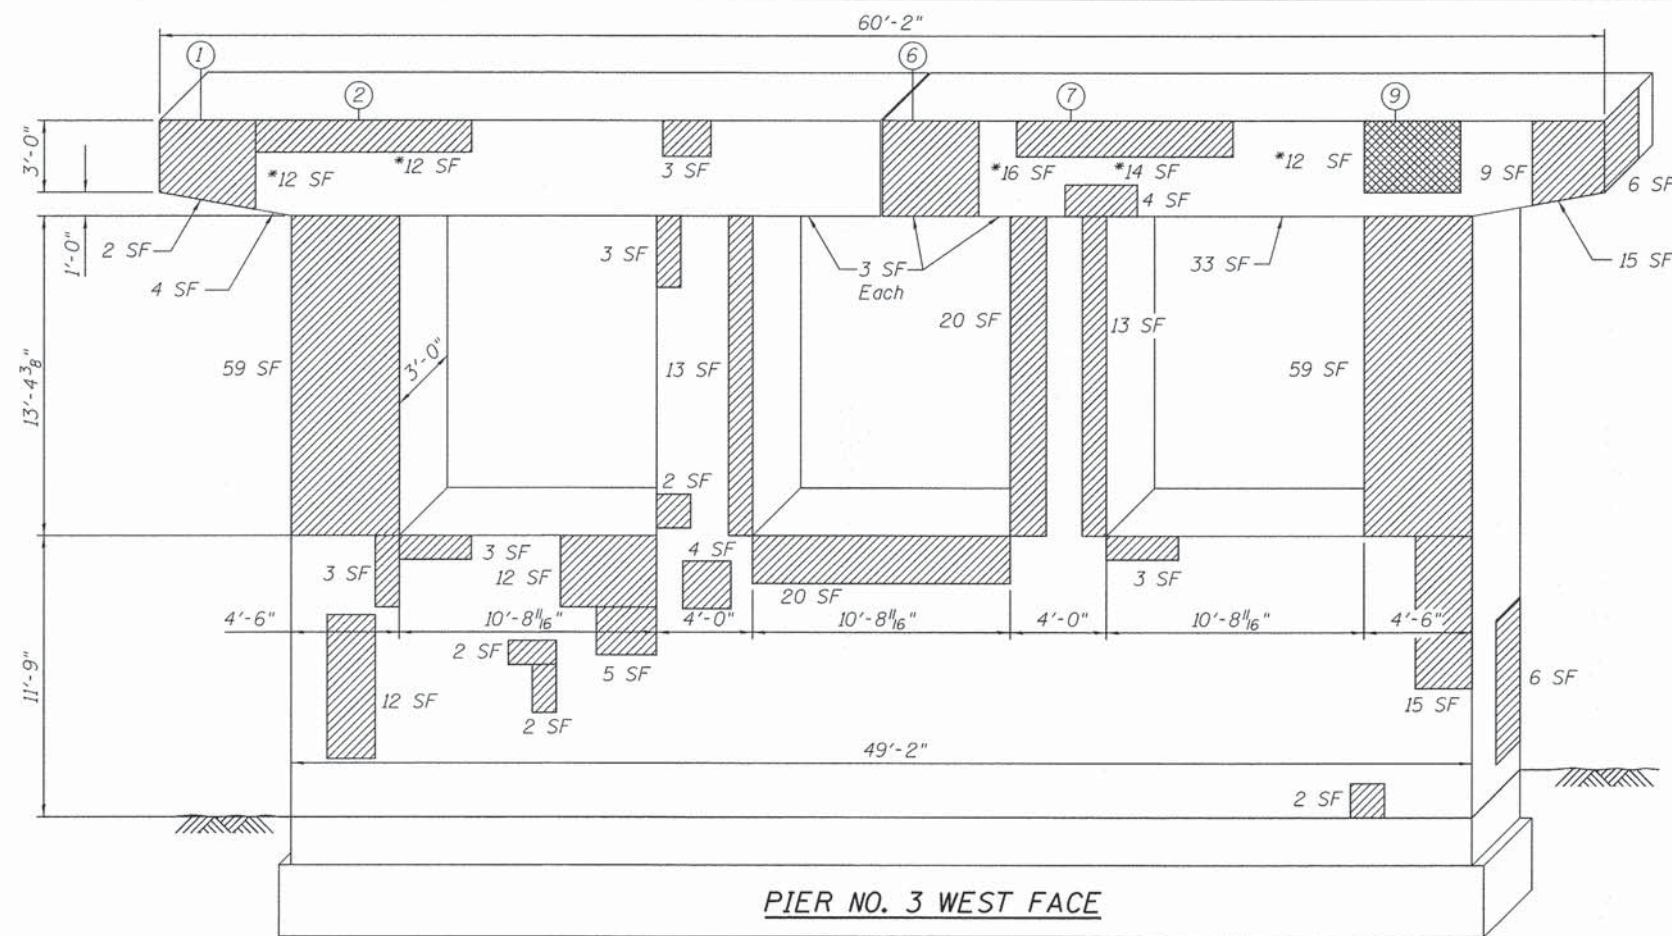 60'-2"
1
6
2
7
9
3'-0"
*12 SF
*12 SF
3 SF
*16 SF
*14 SF
*12 SF
9 SF
6 SF
4 SF
1'-0"
2 SF
4 SF
3 SF
3 SF
Each
33 SF
15 SF
13'-4 3/8"
59 SF
3'-0"
13 SF
20 SF
13 SF
59 SF
2 SF
3 SF
3 SF
12 SF
4 SF
20 SF
3 SF
4'-6"
10'-8 11/16"
4'-0"
10'-8 11/16"
4'-0"
10'-8 11/16"
4'-6"
11'-9"
12 SF
2 SF
2 SF
5 SF
15 SF
6 SF
49'-2"
2 SF
PIER NO. 3 WEST FACE